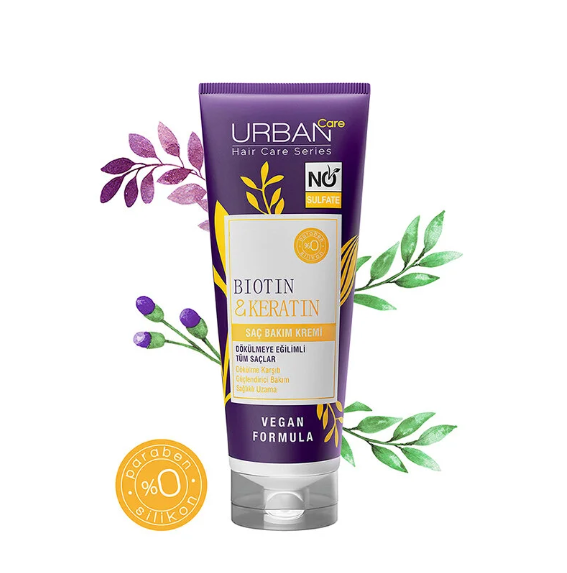 URBAN Care
Hair Care Series
NO
SULFATE
%0
BIOTIN
& KERATIN
SAÇ BAKIM KREMİ
DÖKÜLMEYE EĞİLİMLİ
TÜM SAÇLAR
Dökülme Karşıtı
Güçlendirici Bakım
Sağlıklı Uzama
VEGAN
FORMULA
paraben
%0
silikon